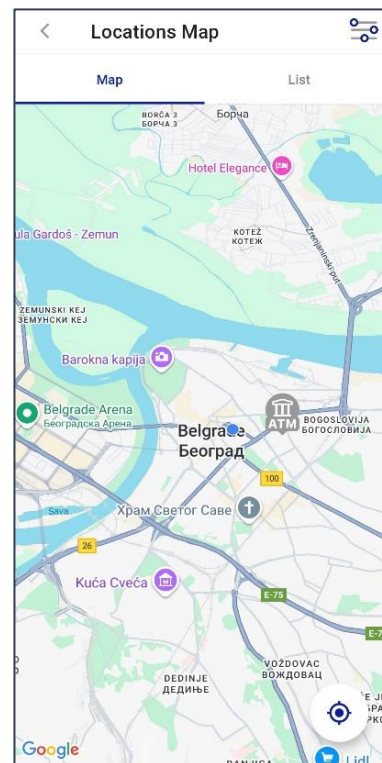 Locations Map
Map
List
BORČA 3
БОРЧА 3
Борча
Hotel Elegance
Zrenjaninski put
ula Gardoš - Zemun
KOTEŽ
КОТЕЖ
ZEMUNSKI KEJ
ЗЕМУНСКИ КЕЈ
Barokna kapija
Belgrade Arena
Београдска Арена
Belgrade
Београд
ATM
BOGOSLOVIJA
БОГОСЛОВИЈА
100
Sava
Храм Светог Саве
26
Kuća Cveća
E-75
E-7
VOŽDOVAC
ВОЖДОВАЦ
DEDINJE
ДЕДИЊЕ
Google
BANJICA
Lidl